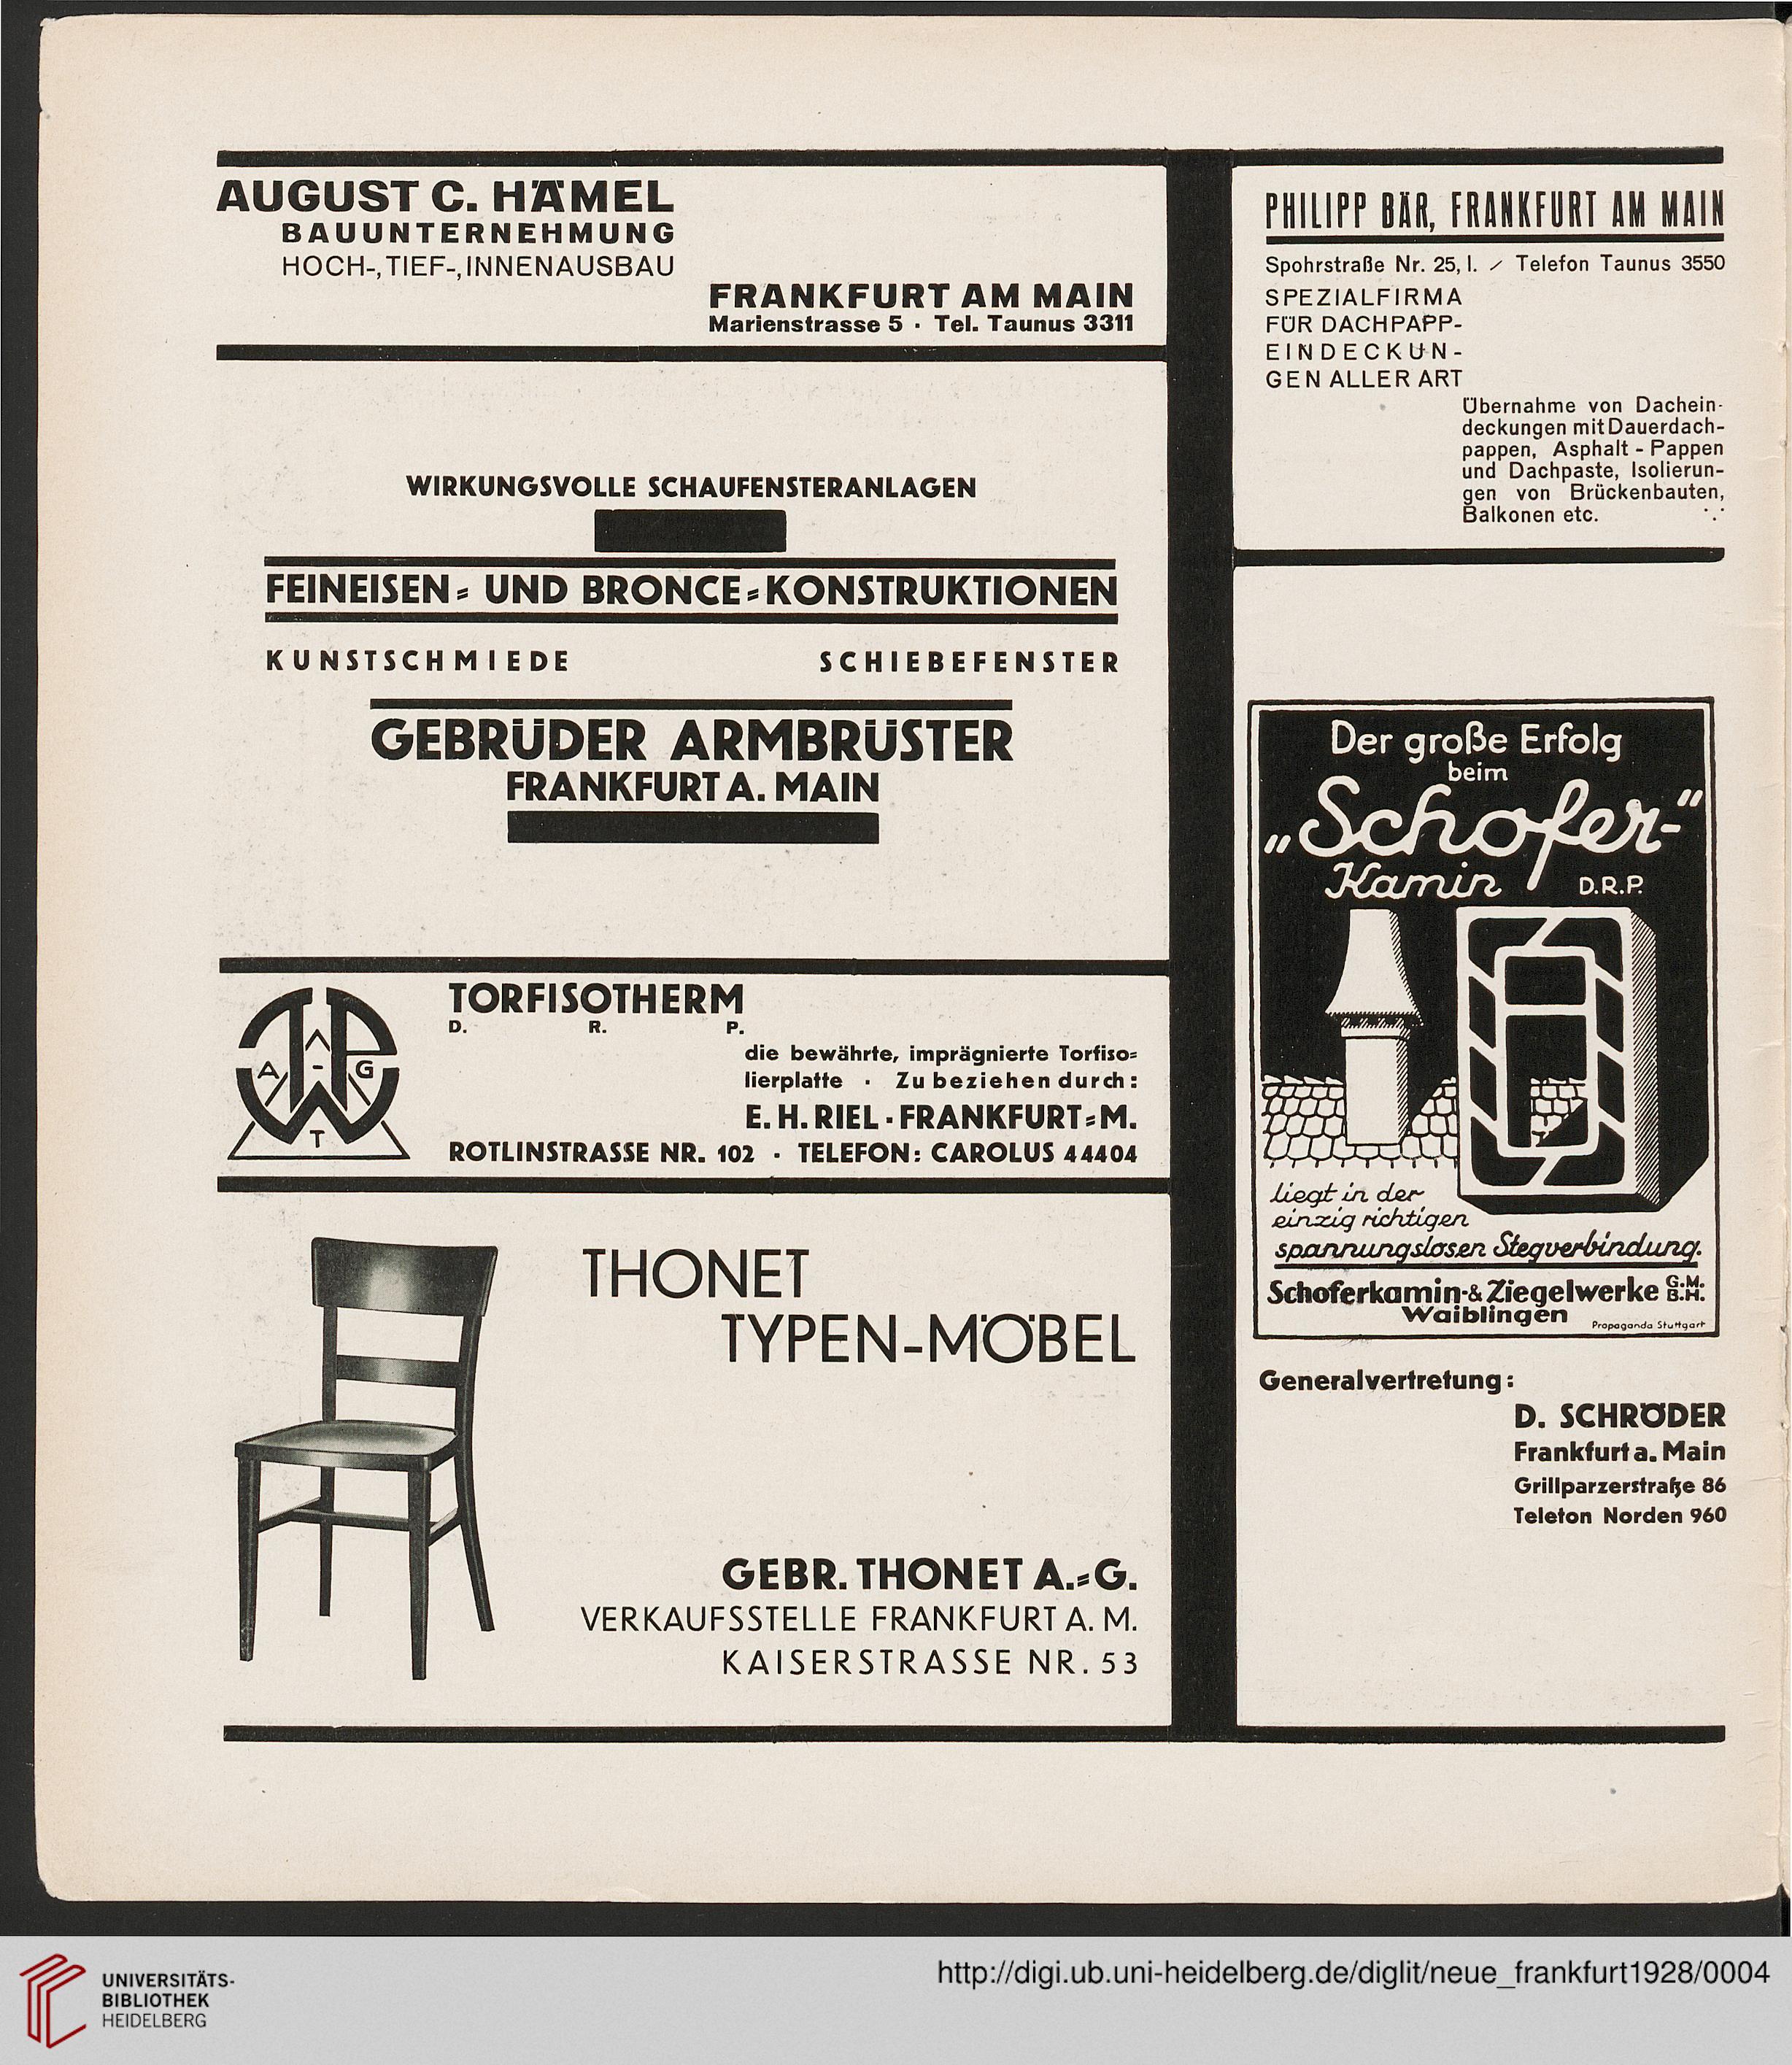 AUGUST C. HÄMEL
BAUUNTERNEHMUNG
HOCH-, TIEF-, INNENAUSBAU
FRANKFURT AM MAIN
Marienstrasse 5 · Tel. Taunus 3311
WIRKUNGSVOLLE SCHAUFENSTERANLAGEN
FEINEISEN- UND BRONCE-KONSTRUKTIONEN
KUNSTSCHMIEDE SCHIEBEFENSTER
GEBRÜDER ARMBRÜSTER
FRANKFURT A. MAIN
TORFISOTHERM
D. R. P.
die bewährte, imprägnierte Torfiso-
lierplatte · Zu beziehen durch:
E. H. RIEL · FRANKFURT-M.
ROTLINSTRASSE NR. 102 · TELEFON: CAROLUS 44404
A - G
T
THONET
TYPEN-MÖBEL
GEBR. THONET A.-G.
VERKAUFSSTELLE FRANKFURT A. M.
KAISERSTRASSE NR. 53
PHILIPP BÄR, FRANKFURT AM MAIN
Spohrstraße Nr. 25, I. / Telefon Taunus 3550
SPEZIALFIRMA
FÜR DACHPAPP-
EINDECKUN-
GEN ALLER ART
Übernahme von Dachein-
deckungen mit Dauerdach-
pappen, Asphalt - Pappen
und Dachpaste, Isolierun-
gen von Brückenbauten,
Balkonen etc.
Der große Erfolg
beim
„Schofer-“
Kamin D.R.P.
liegt in der
einzig richtigen
spannungslosen Stegverbindung.
Schoferkamin-& Ziegelwerke G.M.B.H.
Waiblingen
Propaganda Stuttgart
Generalvertretung:
D. SCHRÖDER
Frankfurt a. Main
Grillparzerstraße 86
Teleton Norden 960
UNIVERSITÄTS-
BIBLIOTHEK
HEIDELBERG
http://digi.ub.uni-heidelberg.de/diglit/neue_frankfurt1928/0004